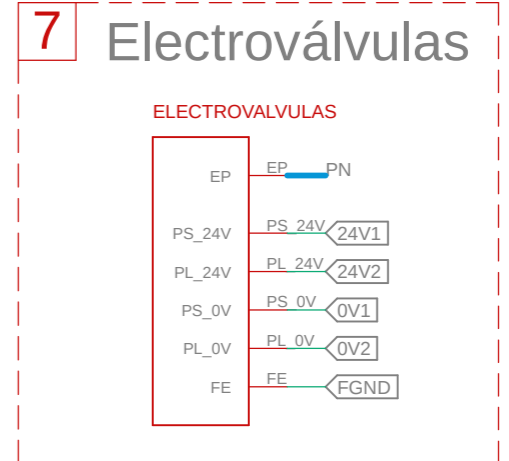 7 Electroválvulas
ELECTROVALVULAS
EP EP PN
PS_24V PS_24V 24V1
PL_24V PL_24V 24V2
PS_0V PS_0V 0V1
PL_0V PL_0V 0V2
FE FE FGND